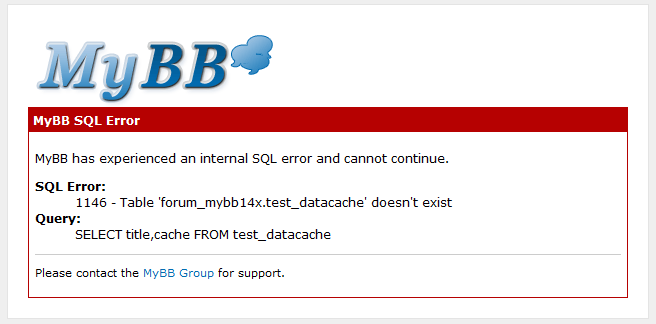 MyBB
MyBB SQL Error
MyBB has experienced an internal SQL error and cannot continue.
SQL Error:
1146 - Table 'forum_mybb14x.test_datacache' doesn't exist
Query:
SELECT title,cache FROM test_datacache
Please contact the MyBB Group for support.